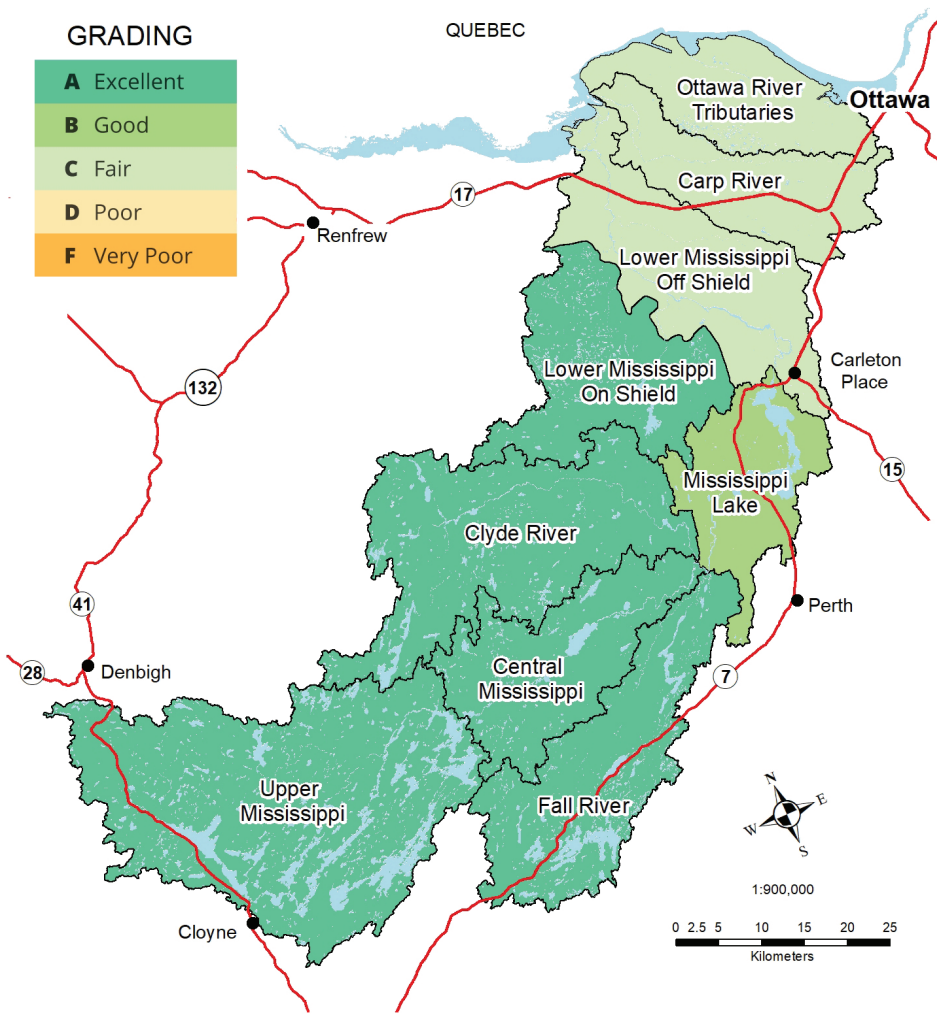 GRADING
A Excellent
B Good
C Fair
D Poor
F Very Poor
QUEBEC
Ottawa River
Tributaries
Ottawa
Carp River
17
Renfrew
Lower Mississippi
Off Shield
132
Lower Mississippi
On Shield
Carleton
Place
15
Mississippi
Lake
Clyde River
41
Perth
28
Denbigh
Central
Mississippi
7
Upper
Mississippi
Fall River
N
E
W
S
1:900,000
Cloyne
0 2.5 5 10 15 20 25
Kilometers